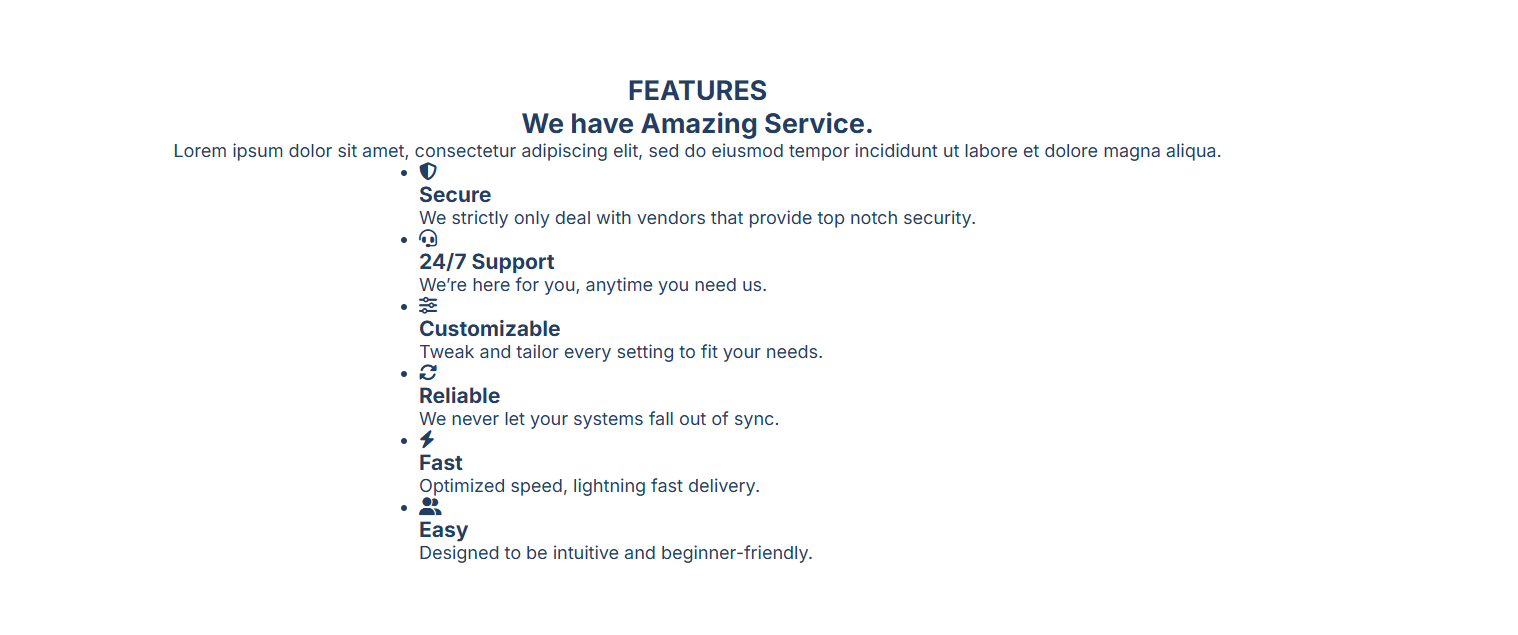 FEATURES
We have Amazing Service.
Lorem ipsum dolor sit amet, consectetur adipiscing elit, sed do eiusmod tempor incididunt ut labore et dolore magna aliqua.
Secure
We strictly only deal with vendors that provide top notch security.
24/7 Support
We’re here for you, anytime you need us.
Customizable
Tweak and tailor every setting to fit your needs.
Reliable
We never let your systems fall out of sync.
Fast
Optimized speed, lightning fast delivery.
Easy
Designed to be intuitive and beginner-friendly.